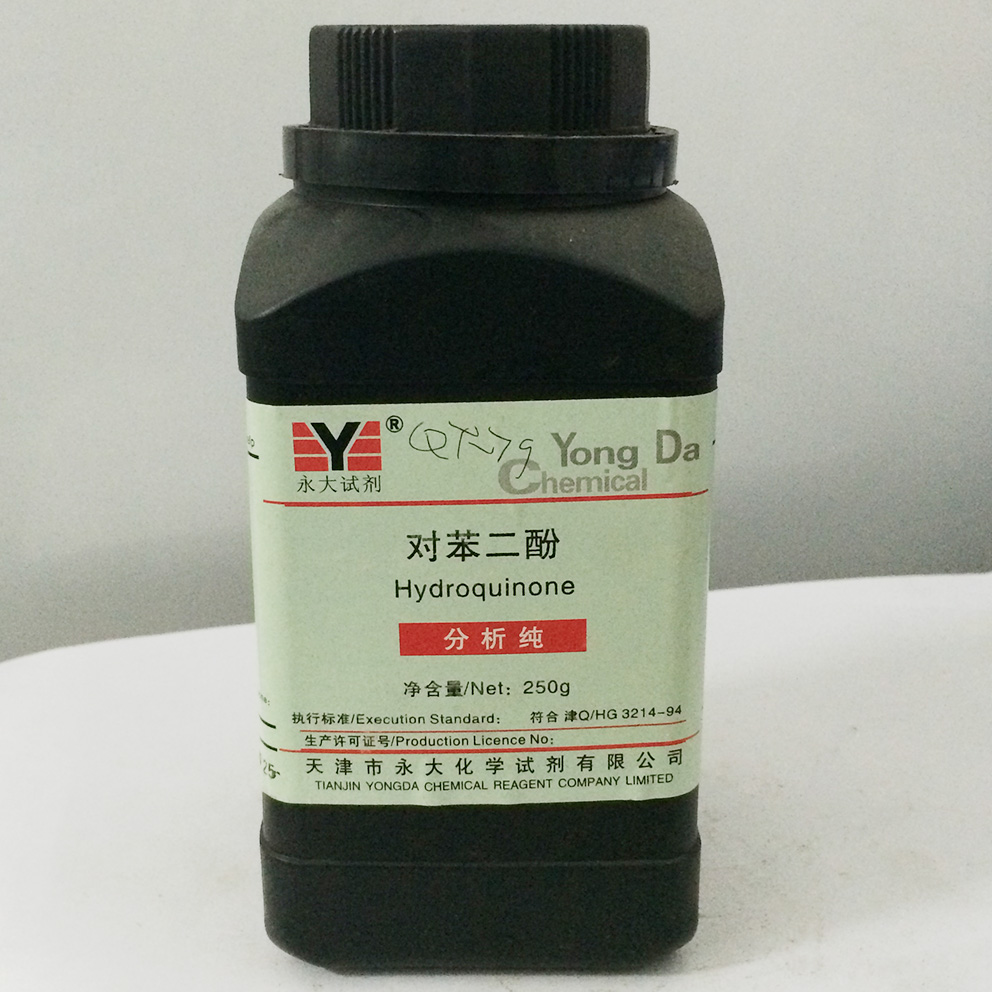 Y®
永大试剂
Yong Da
Chemical
对苯二酚
Hydroquinone
分析纯
净含量/Net: 250g
执行标准/Execution Standard: 符合 津Q/HG 3214-94
生产许可证号/Production Licence No:
天津市永大化学试剂有限公司
TIANJIN YONGDA CHEMICAL REAGENT COMPANY LIMITED